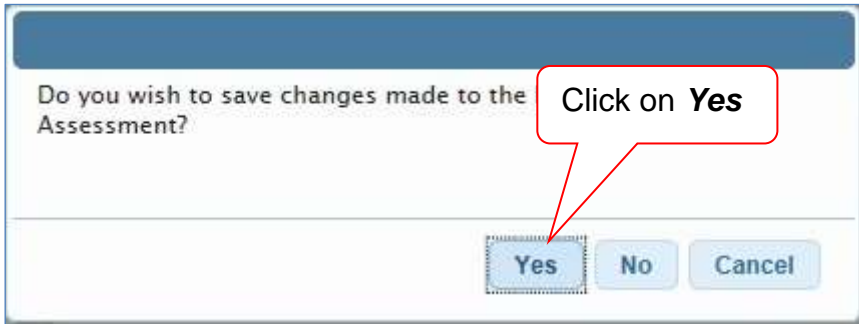 Do you wish to save changes made to the
Assessment?
Click on Yes
Yes No Cancel